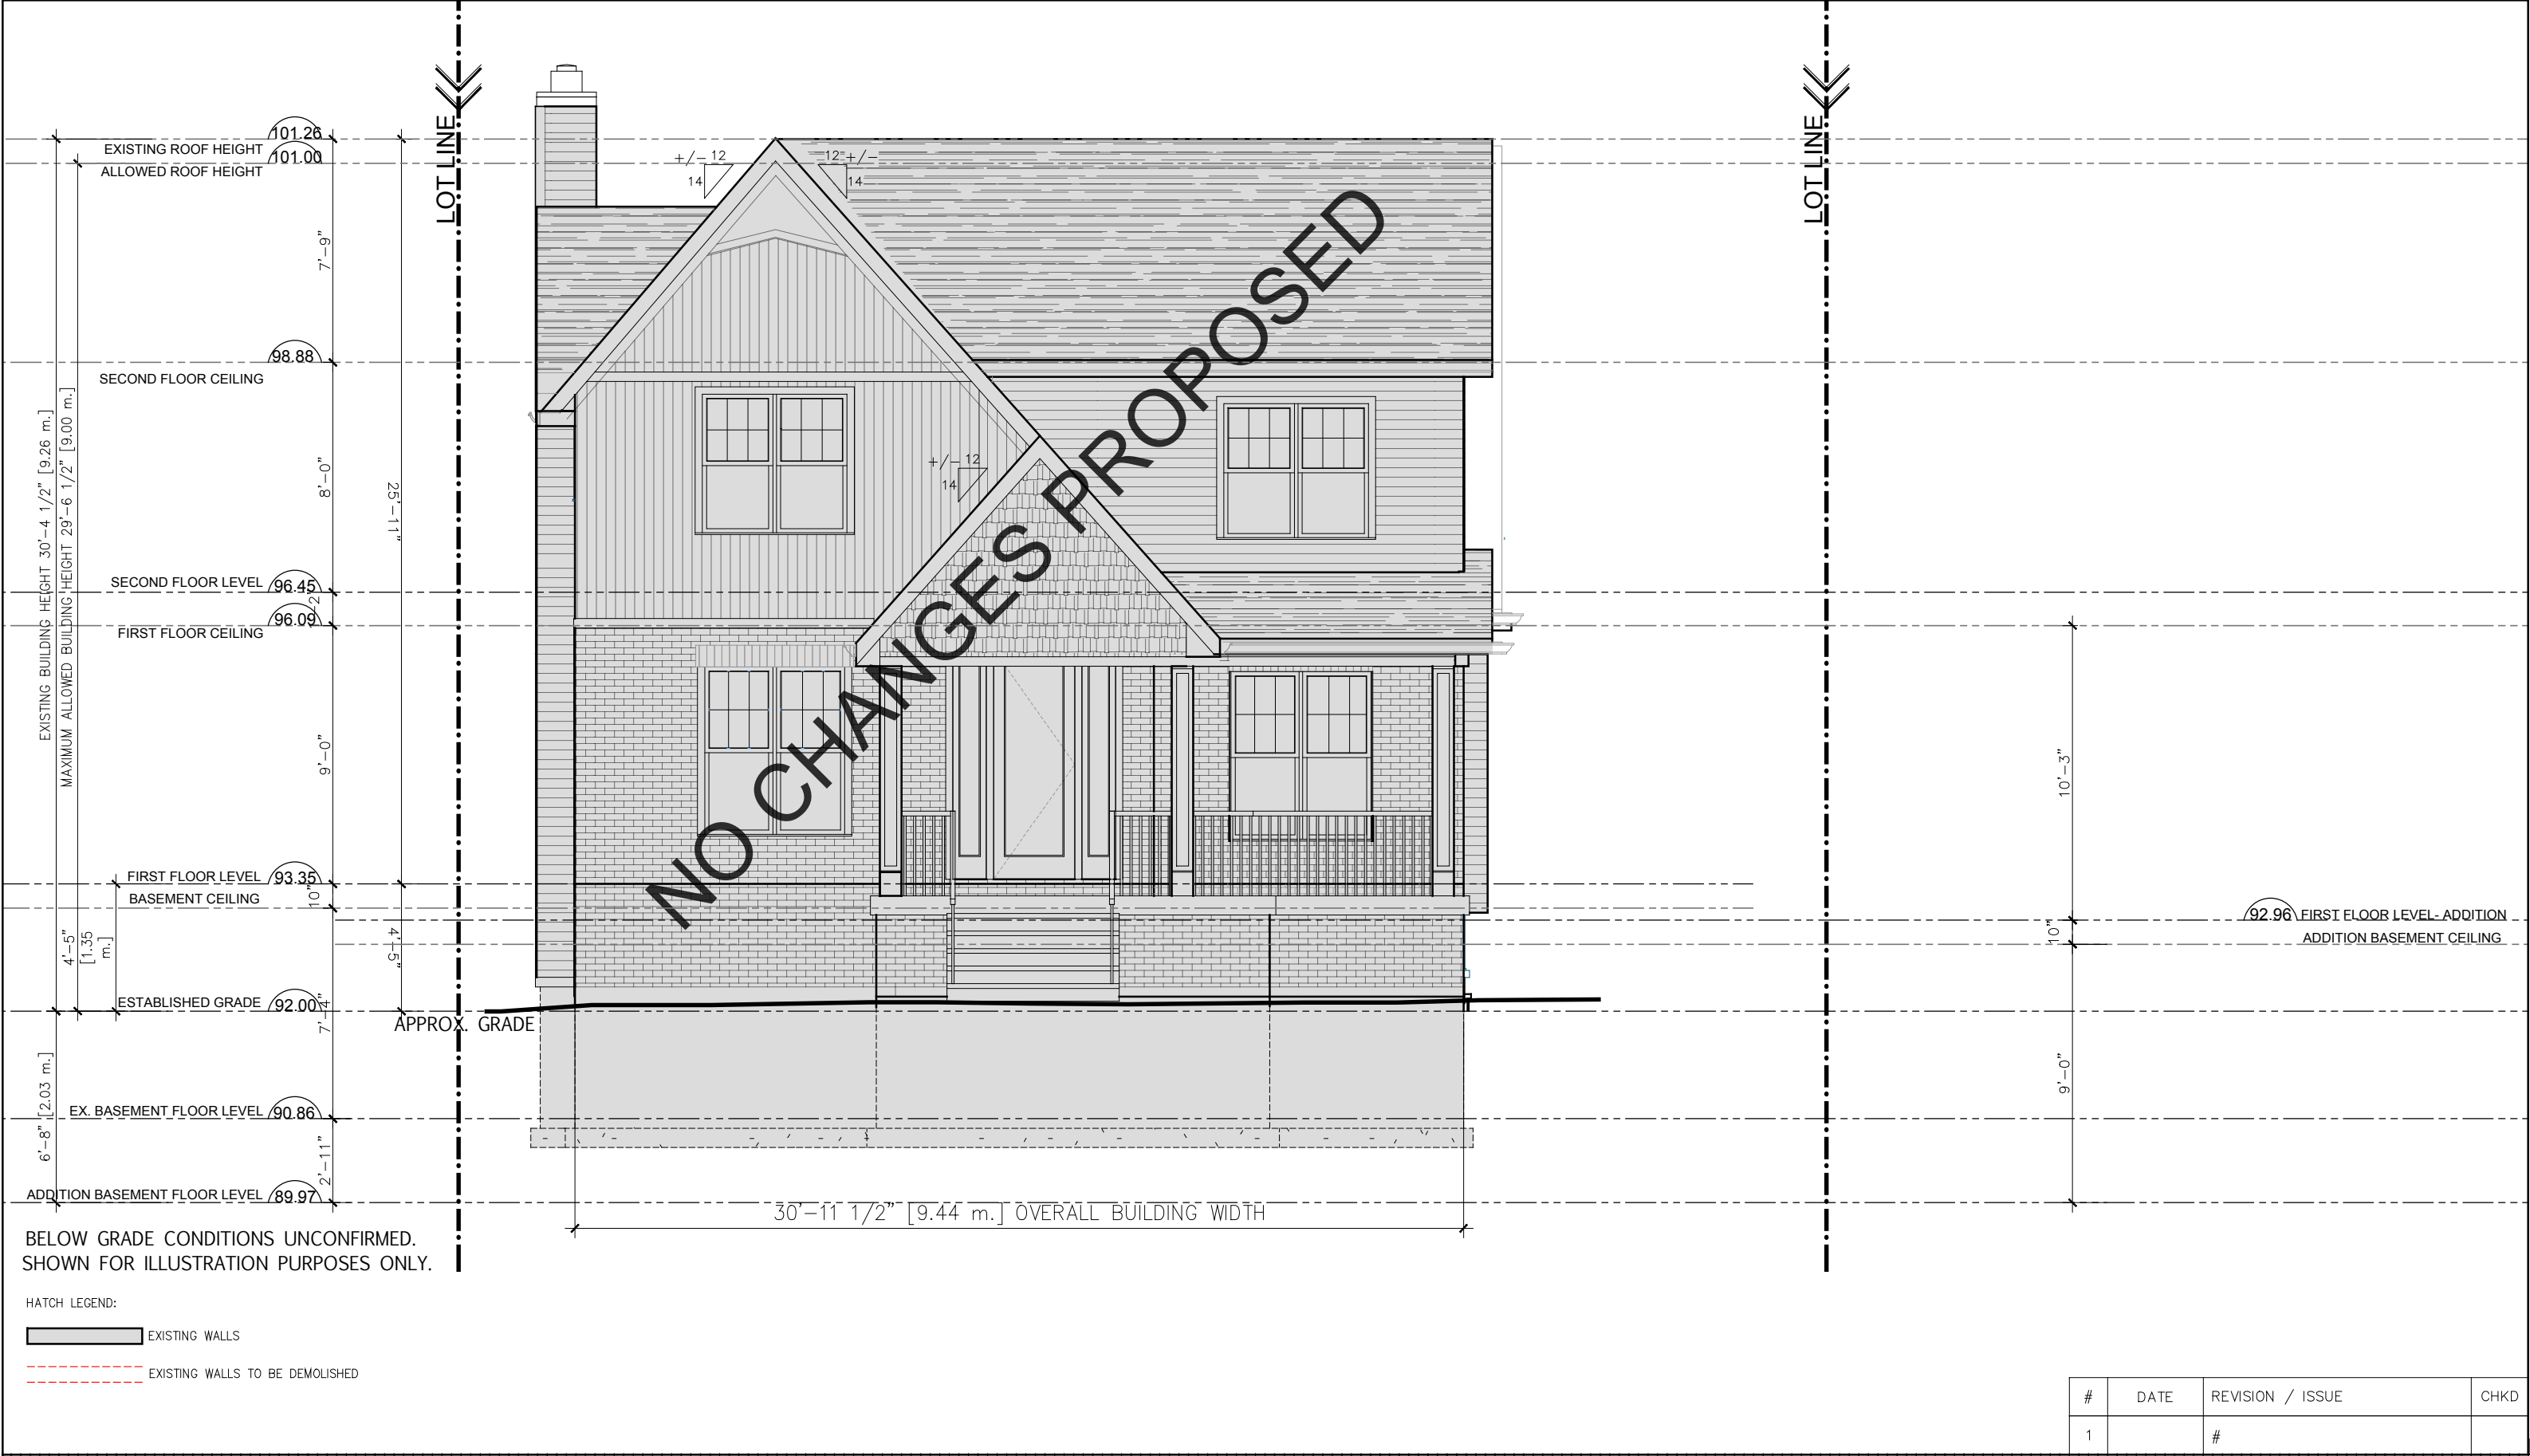 LOT LINE
LOT LINE
101.26
EXISTING ROOF HEIGHT
101.00
ALLOWED ROOF HEIGHT
+/- 12
14
12 +/-
14
7'-9"
98.88
SECOND FLOOR CEILING
EXISTING BUILDING HEIGHT 30'-4 1/2" [9.26 m.]
MAXIMUM ALLOWED BUILDING HEIGHT 29'-6 1/2" [9.00 m.]
8'-0"
25'-11"
+/- 12
14
NO CHANGES PROPOSED
SECOND FLOOR LEVEL 96.45
96.09
FIRST FLOOR CEILING
9'-0"
10'-3"
FIRST FLOOR LEVEL 93.35
BASEMENT CEILING
10"
4'-5"
[1.35
m.]
4'-5"
92.96 FIRST FLOOR LEVEL- ADDITION
10"
ADDITION BASEMENT CEILING
ESTABLISHED GRADE 92.00
7'-4"
APPROX. GRADE
9'-0"
6'-8" [2.03 m.]
EX. BASEMENT FLOOR LEVEL 90.86
2'-11"
ADDITION BASEMENT FLOOR LEVEL 89.97
30'-11 1/2" [9.44 m.] OVERALL BUILDING WIDTH
BELOW GRADE CONDITIONS UNCONFIRMED.
SHOWN FOR ILLUSTRATION PURPOSES ONLY.
HATCH LEGEND:
EXISTING WALLS
EXISTING WALLS TO BE DEMOLISHED
# DATE REVISION / ISSUE CHKD
1 #